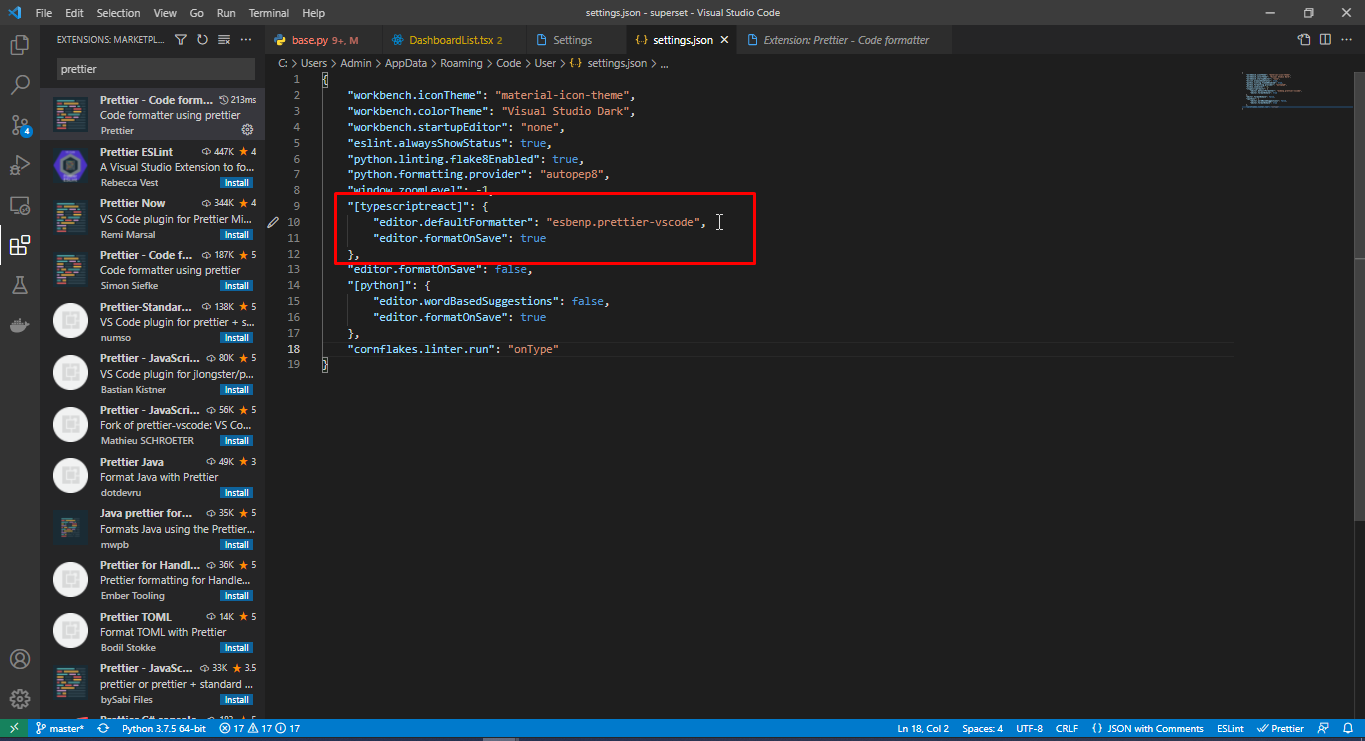 File Edit Selection View Go Run Terminal Help
settings.json - superset - Visual Studio Code
EXTENSIONS: MARKETPL...
prettier
Prettier - Code form... 213ms
Code formatter using prettier
Prettier
Prettier ESLint 447K ★ 4
A Visual Studio Extension to fo...
Rebecca Vest Install
Prettier Now 344K ★ 4
VS Code plugin for Prettier Mi...
Remi Marsal Install
Prettier - Code f... 187K ★ 5
Code formatter using prettier
Simon Siefke Install
Prettier-Standar... 138K ★ 5
VS Code plugin for prettier + s...
numso Install
Prettier - JavaScri... 80K ★ 5
VS Code plugin for jlongster/p...
Bastian Kistner Install
Prettier - JavaScri... 56K ★ 5
Fork of prettier-vscode: VS Co...
Mathieu SCHROETER Install
Prettier Java 49K ★ 3
Format Java with Prettier
dotdevru Install
Java prettier for... 35K ★ 5
Formats Java using the Prettier...
mwpb Install
Prettier for Handl... 36K ★ 5
Prettier formatting for Handle...
Ember Tooling Install
Prettier TOML 14K ★ 5
Format TOML with Prettier
Bodil Stokke Install
Prettier - JavaSc... 33K ★ 3.5
prettier or prettier + standard ...
bySabi Files Install
4
base.py 9+, M
DashboardList.tsx 2
Settings
settings.json
Extension: Prettier - Code formatter
C: > Users > Admin > AppData > Roaming > Code > User > {} settings.json > ...
1 {
2 "workbench.iconTheme": "material-icon-theme",
3 "workbench.colorTheme": "Visual Studio Dark",
4 "workbench.startupEditor": "none",
5 "eslint.alwaysShowStatus": true,
6 "python.linting.flake8Enabled": true,
7 "python.formatting.provider": "autopep8",
8 "window.zoomLevel": -1,
9 "[typescriptreact]": {
10 "editor.defaultFormatter": "esbenp.prettier-vscode",
11 "editor.formatOnSave": true
12 },
13 "editor.formatOnSave": false,
14 "[python]": {
15 "editor.wordBasedSuggestions": false,
16 "editor.formatOnSave": true
17 },
18 "cornflakes.linter.run": "onType"
19 }
master* Python 3.7.5 64-bit 17 17 17 Ln 18, Col 2 Spaces: 4 UTF-8 CRLF {} JSON with Comments ESLint Prettier